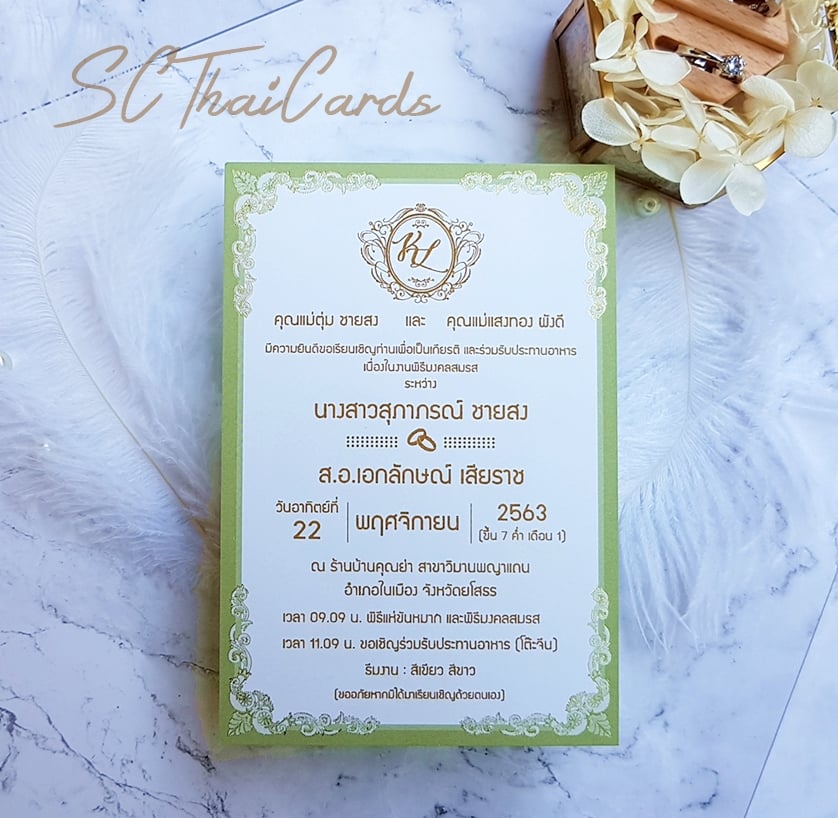 SCThaiCards
KL
คุณแม่ตุ่ม ชายสง และ คุณแม่แสงทอง ผังดี
มีความยินดีขอเรียนเชิญท่านเพื่อเป็นเกียรติ และร่วมรับประทานอาหาร
เนื่องในงานพิธีมงคลสมรส
ระหว่าง
นางสาวสุภาภรณ์ ชายสง
ส.อ.เอกลักษณ์ เสียราช
วันอาทิตย์ที่ 22 พฤศจิกายน 2563
(ขึ้น 7 ค่ำ เดือน 1)
ณ ร้านบ้านคุณย่า สาขาวิมานพญาแถน
อำเภอในเมือง จังหวัดยโสธร
เวลา 09.09 น. พิธีแห่ขันหมาก และพิธีมงคลสมรส
เวลา 11.09 น. ขอเชิญร่วมรับประทานอาหาร (โต๊ะจีน)
ธีมงาน : สีเขียว สีขาว
(ขออภัยหากมิได้มาเรียนเชิญด้วยตนเอง)